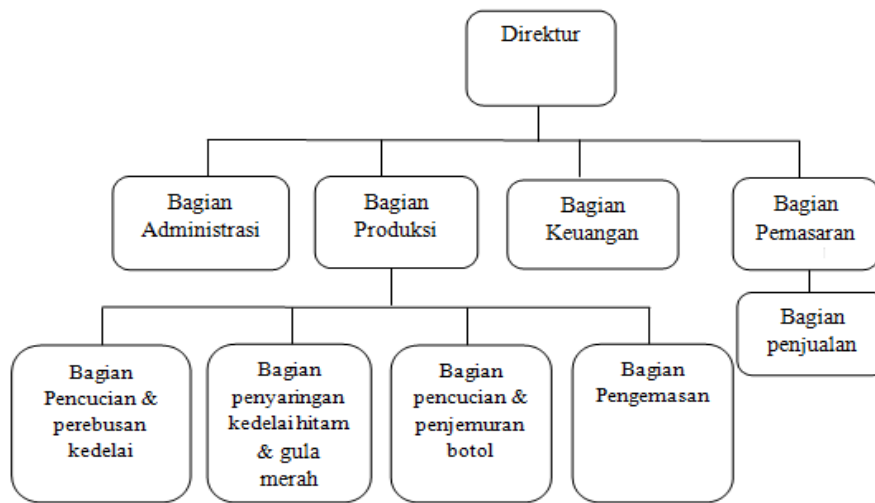 Direktur
Bagian
Administrasi
Bagian
Produksi
Bagian
Keuangan
Bagian
Pemasaran
Bagian
penjualan
Bagian
Pencucian &
perebusan
kedelai
Bagian
penyaringan
kedelai hitam
& gula
merah
Bagian
pencucian &
penjemuran
botol
Bagian
Pengemasan